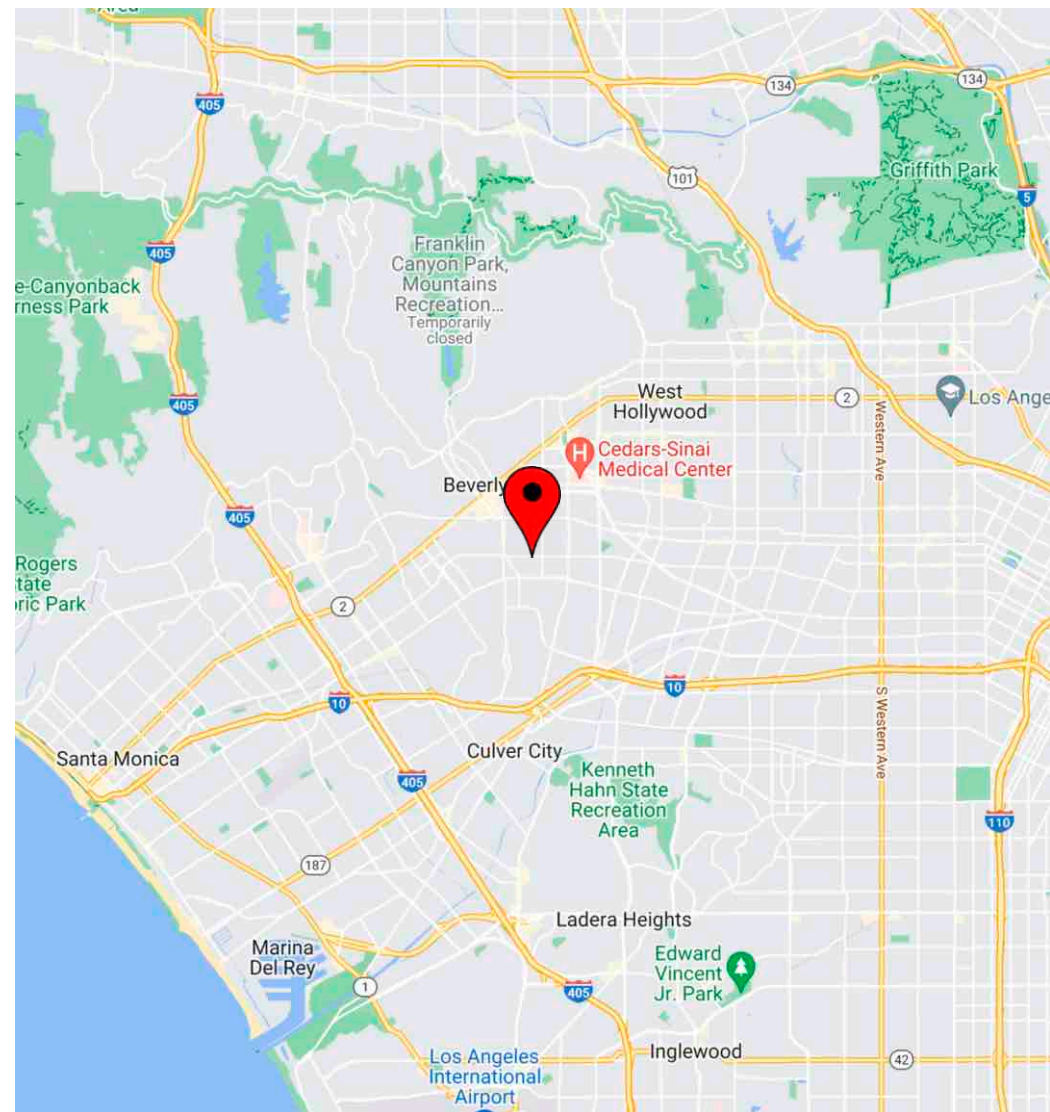 Area
134
134
405
101
Griffith Park
5
405
Franklin
Canyon Park,
Mountains
Recreation...
Temporarily
closed
e-Canyonback
rness Park
West
Hollywood
2
Western Ave
Los Ange
405
H
Cedars-Sinai
Medical Center
Beverly
405
Rogers
tate
oric Park
2
10
10
S Western Ave
Santa Monica
Culver City
405
Kenneth
Hahn State
Recreation
Area
110
187
Ladera Heights
Marina
Del Rey
Edward
Vincent
Jr. Park
1
405
Los Angeles
International
Airport
Inglewood
42